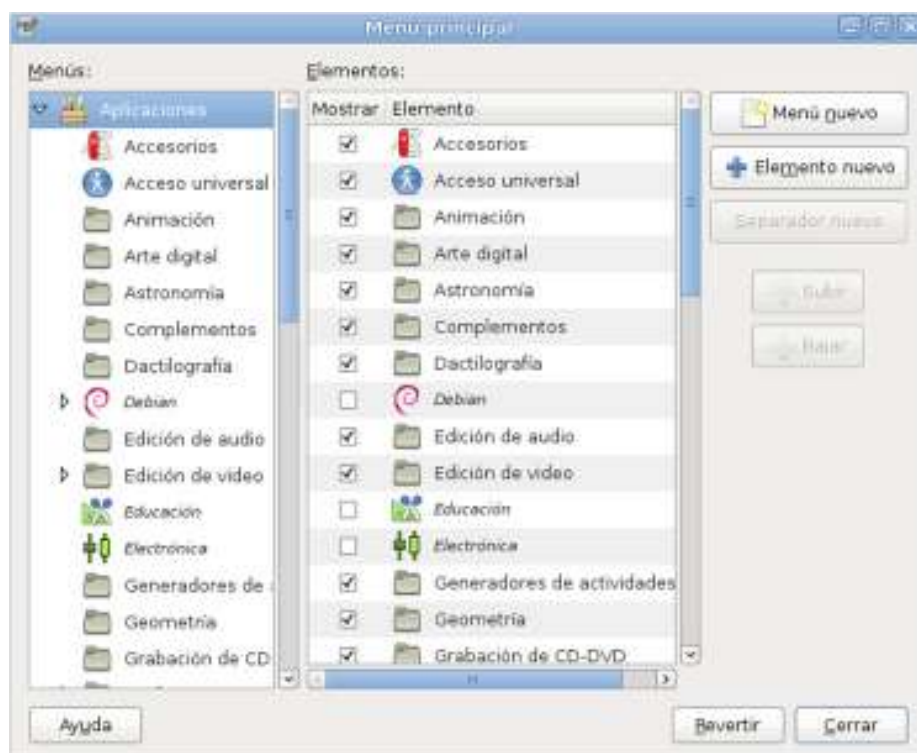 Menú principal
Menús:
Aplicaciones
Accesorios
Acceso universal
Animación
Arte digital
Astronomía
Complementos
Dactilografía
Debian
Edición de audio
Edición de video
Educación
Electrónica
Generadores de
Geometría
Grabación de CD
Elementos:
Mostrar Elemento
Accesorios
Acceso universal
Animación
Arte digital
Astronomía
Complementos
Dactilografía
Debian
Edición de audio
Edición de video
Educación
Electrónica
Generadores de actividades
Geometría
Grabación de CD-DVD
Menú nuevo
Elemento nuevo
Separador nuevo
Subir
Bajar
Ayuda
Revertir
Cerrar